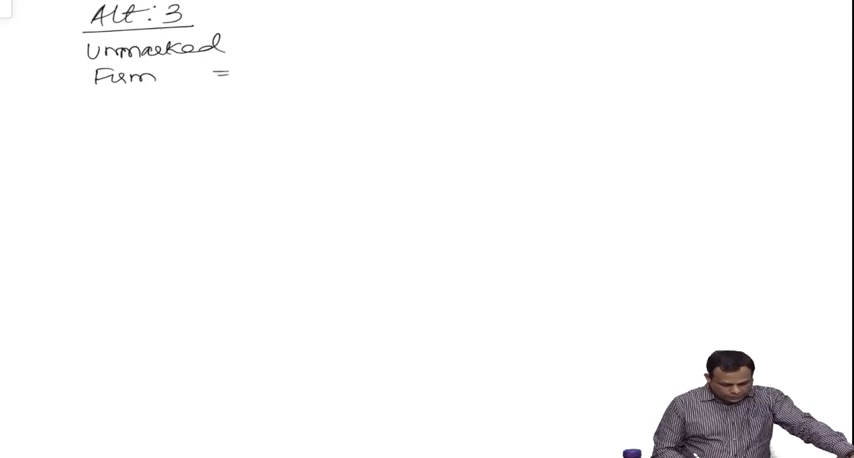 Alt: 3
Unmarked
Firm =